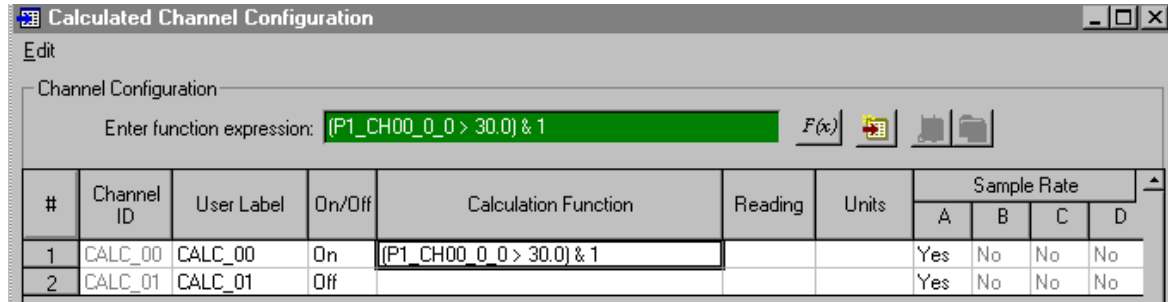 Calculated Channel Configuration
Edit
Channel Configuration
Enter function expression: (P1_CH00_0_0 > 30.0) & 1 F(x)
# Channel ID User Label On/Off Calculation Function Reading Units Sample Rate
A B C D
1 CALC_00 CALC_00 On (P1_CH00_0_0 > 30.0) & 1 Yes No No No
2 CALC_01 CALC_01 Off Yes No No No